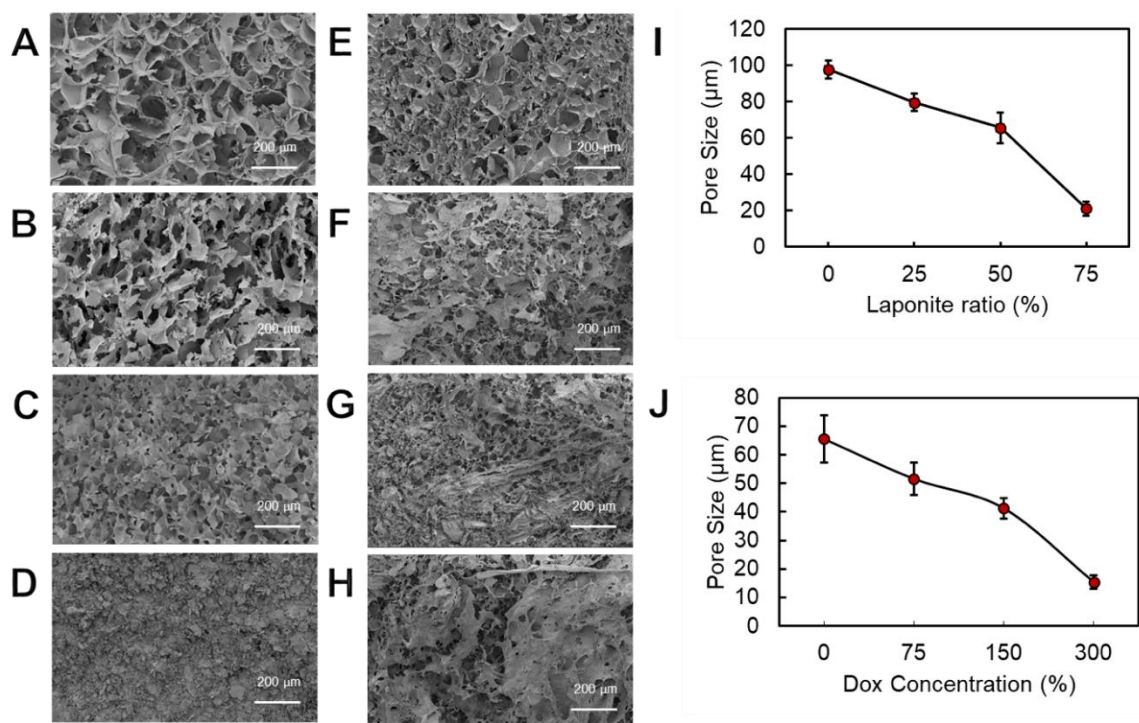 A
200 μm
B
200 μm
C
200 μm
D
200 μm
E
200 μm
F
200 μm
G
200 μm
H
200 μm
I
120
100
80
60
40
20
0
Pore Size (μm)
0 25 50 75
Laponite ratio (%)
J
80
70
60
50
40
30
20
10
0
Pore Size (μm)
0 75 150 300
Dox Concentration (%)